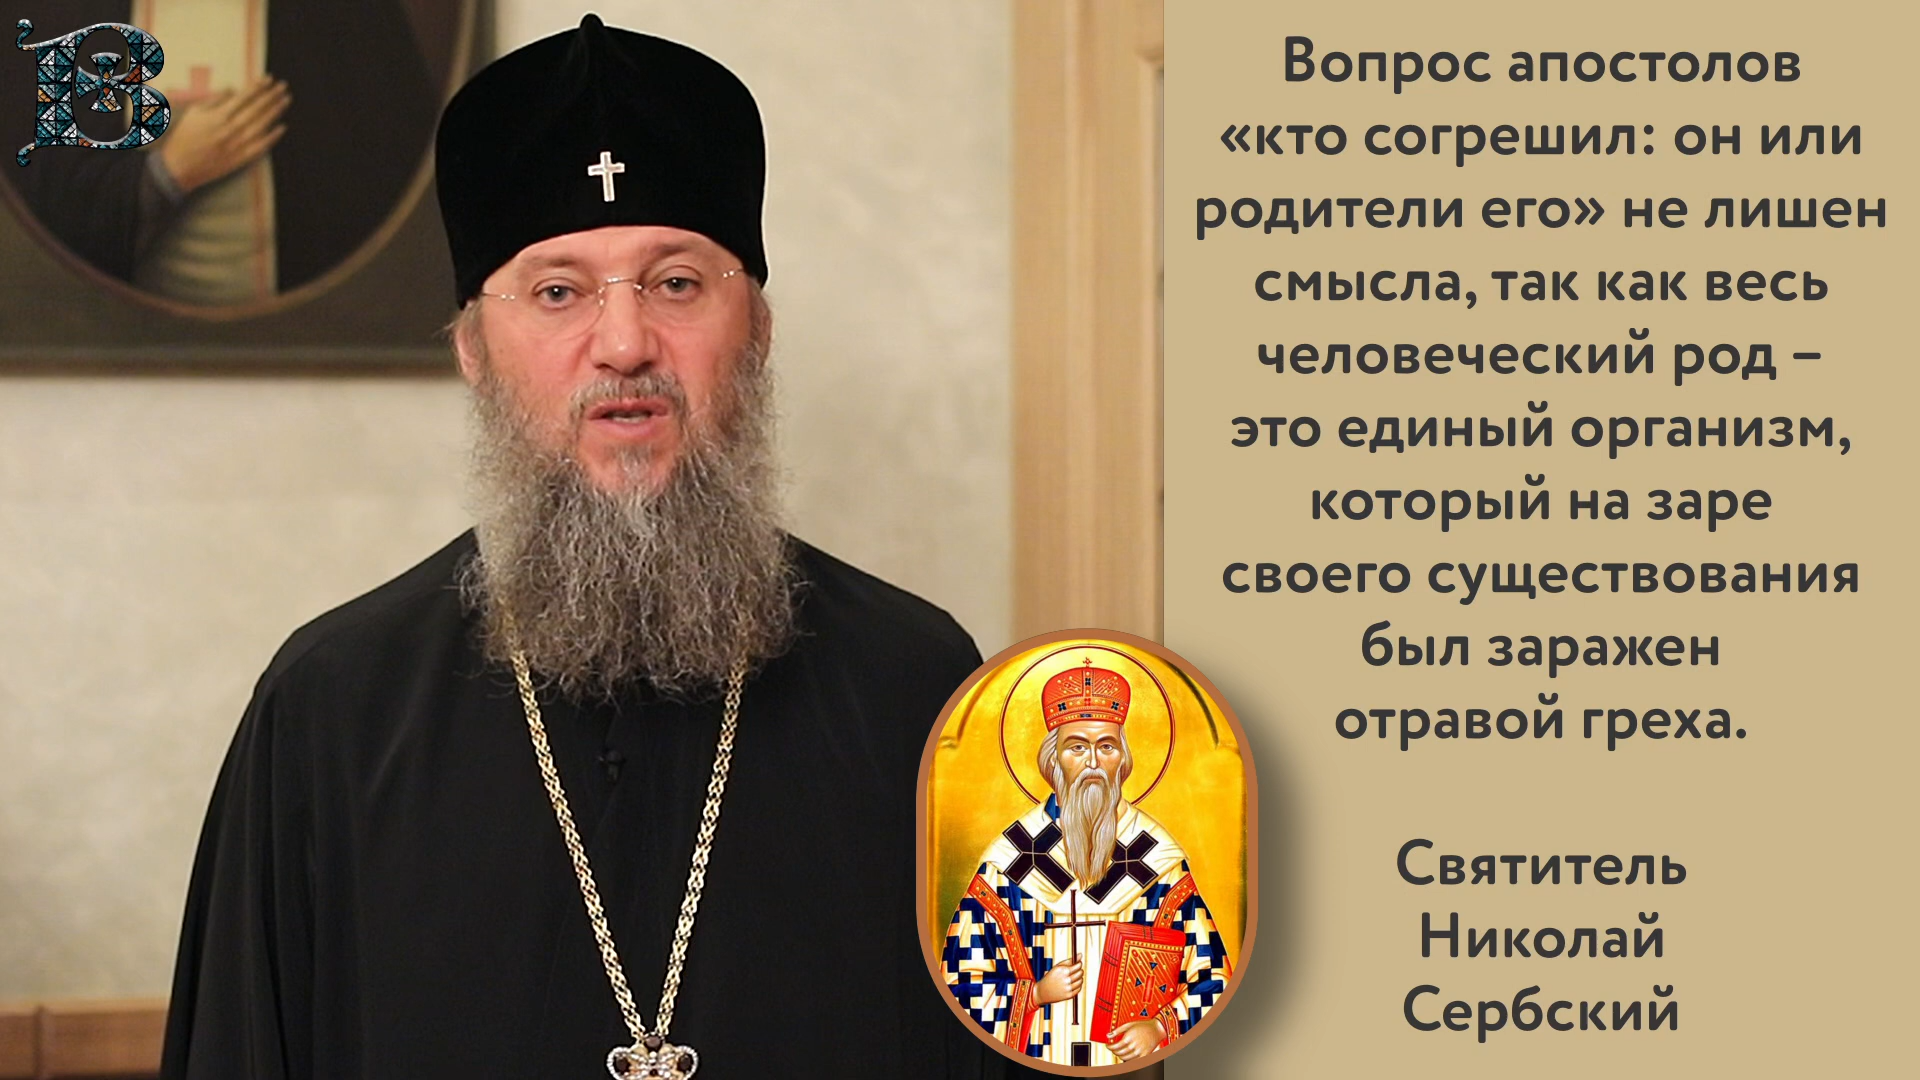 В
Вопрос апостолов
«кто согрешил: он или
родители его» не лишен
смысла, так как весь
человеческий род –
это единый организм,
который на заре
своего существования
был заражен
отравой греха.
Святитель
Николай
Сербский